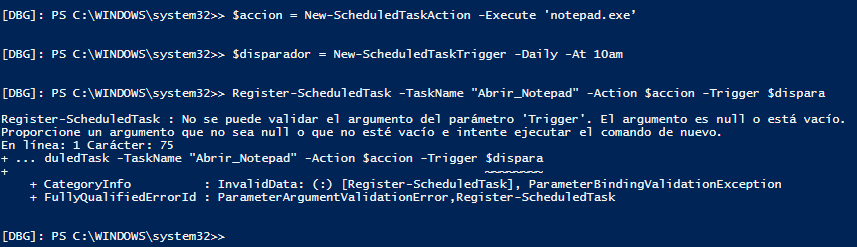 [DBG]: PS C:\WINDOWS\system32>> $accion = New-ScheduledTaskAction -Execute 'notepad.exe’
[DBG]: PS C:\WINDOWS\system32>> $disparador = New-ScheduledTaskTrigger -Daily -At 10am
[DBG]: PS C:\WINDOWS\system32>> Register-ScheduledTask -TaskName "Abrir_Notepad" -Action $accion -Trigger $dispara
Register-ScheduledTask : No se puede validar el argumento del parámetro 'Trigger'. El argumento es null o está vacío.
Proporcione un argumento que no sea null o que no esté vacío e intente ejecutar el comando de nuevo.
En línea: 1 Carácter: 75
+ ... duledTask -TaskName "Abrir_Notepad" -Action $accion -Trigger $dispara
+                                                                  ~~~~~~~~
    + CategoryInfo          : InvalidData: (:) [Register-ScheduledTask], ParameterBindingValidationException
    + FullyQualifiedErrorId : ParameterArgumentValidationError,Register-ScheduledTask
[DBG]: PS C:\WINDOWS\system32>>